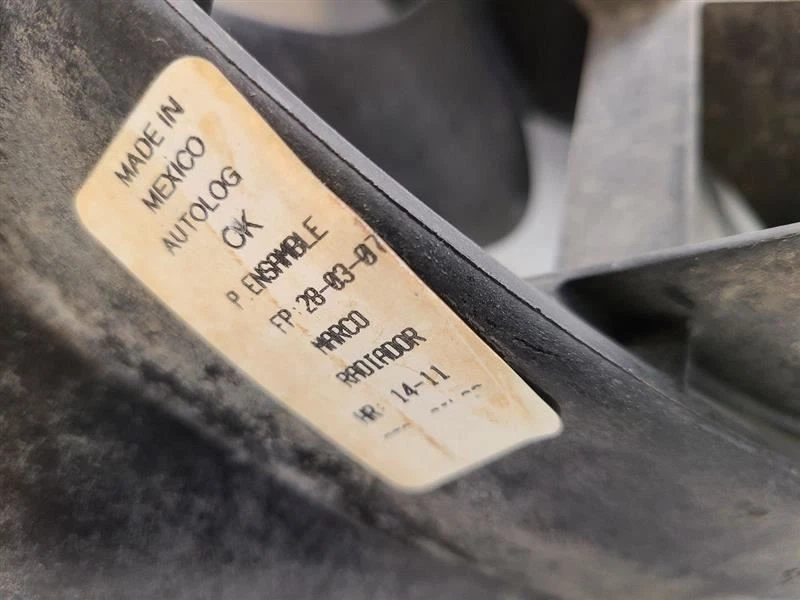 MADE IN
MEXICO
AUTOLOG
OK
P.ENSAMBLE
FP:28-03-07
MARCO
RADIADOR
HR: 14-11